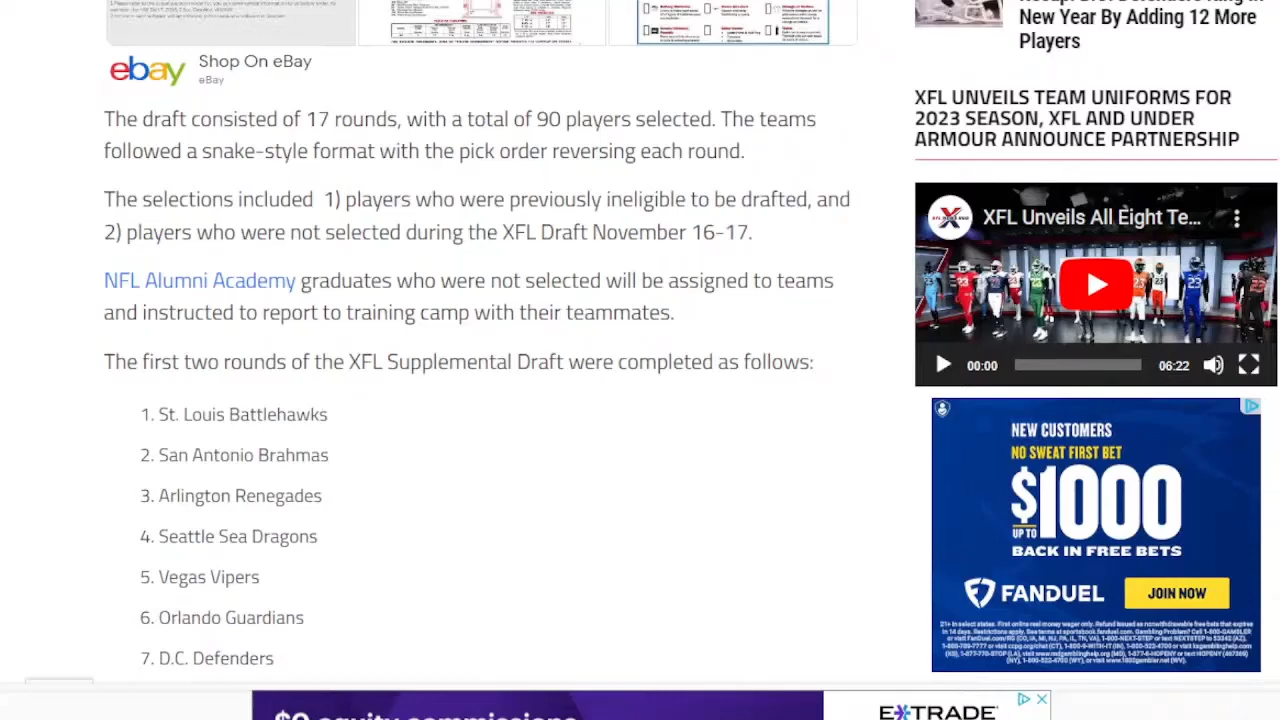 New Year By Adding 12 More
Players
ebay
Shop On eBay
eBay
The draft consisted of 17 rounds, with a total of 90 players selected. The teams
followed a snake-style format with the pick order reversing each round.
The selections included 1) players who were previously ineligible to be drafted, and
2) players who were not selected during the XFL Draft November 16-17.
NFL Alumni Academy graduates who were not selected will be assigned to teams
and instructed to report to training camp with their teammates.
The first two rounds of the XFL Supplemental Draft were completed as follows:
1. St. Louis Battlehawks
2. San Antonio Brahmas
3. Arlington Renegades
4. Seattle Sea Dragons
5. Vegas Vipers
6. Orlando Guardians
7. D.C. Defenders
XFL UNVEILS TEAM UNIFORMS FOR
2023 SEASON, XFL AND UNDER
ARMOUR ANNOUNCE PARTNERSHIP
XFL Unveils All Eight Te...
00:00
06:22
NEW CUSTOMERS
NO SWEAT FIRST BET
UP TO $1000
BACK IN FREE BETS
FANDUEL
JOIN NOW
$0 equity commissions
E*TRADE